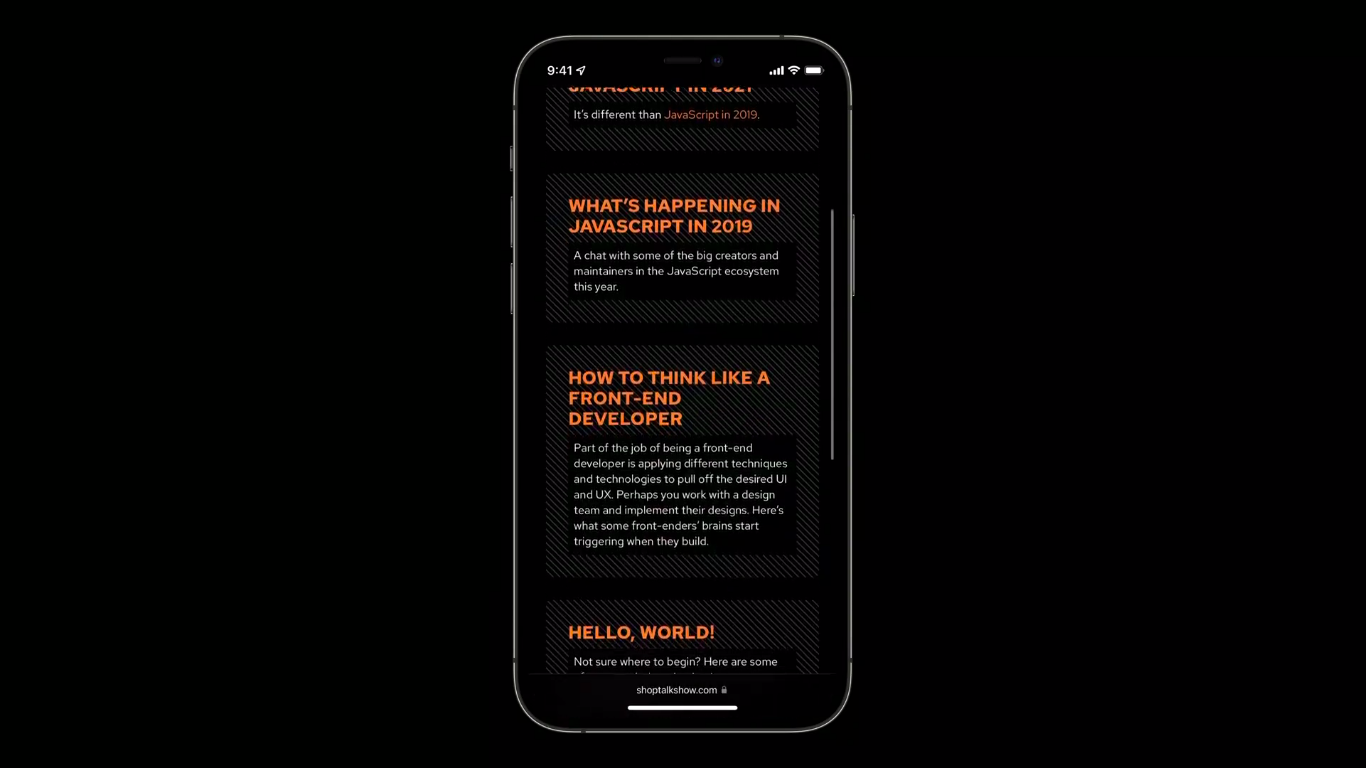 9:41
JAVASCRIPT IN 2021
It's different than JavaScript in 2019.
WHAT'S HAPPENING IN
JAVASCRIPT IN 2019
A chat with some of the big creators and
maintainers in the JavaScript ecosystem
this year.
HOW TO THINK LIKE A
FRONT-END
DEVELOPER
Part of the job of being a front-end
developer is applying different techniques
and technologies to pull off the desired UI
and UX. Perhaps you work with a design
team and implement their designs. Here's
what some front-enders' brains start
triggering when they build.
HELLO, WORLD!
Not sure where to begin? Here are some
shoptalkshow.com